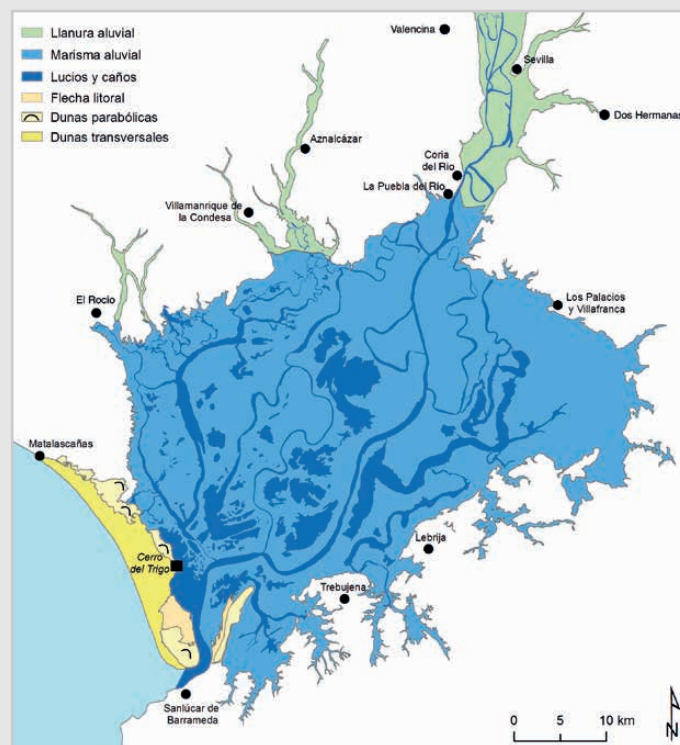 Llanura aluvial
Marisma aluvial
Lucios y caños
Flecha litoral
Dunas parabólicas
Dunas transversales
Valencina
Sevilla
Dos Hermanas
Aznalcázar
Coria
del Río
La Puebla del Río
Villamanrique de
la Condesa
El Rocio
Los Palacios
y Villafranca
Matalascañas
Cerro
del Trigo
Lebrija
Trebujena
Sanlúcar de
Barrameda
0 5 10 km
N